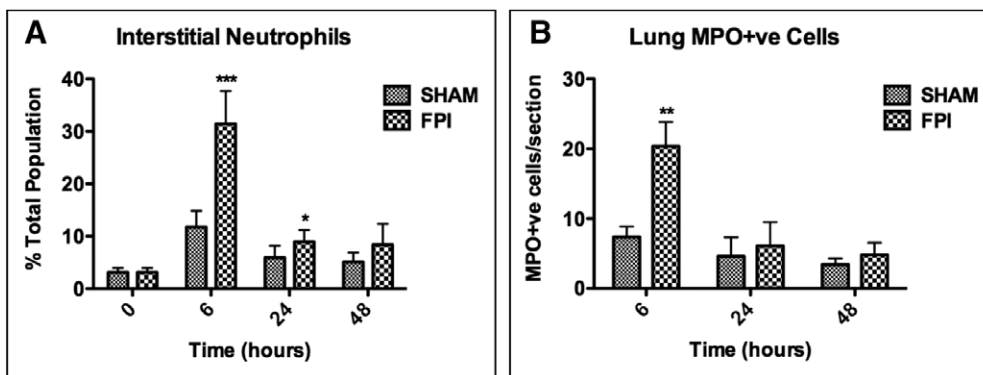 A Interstitial Neutrophils
% Total Population
40
30
20
10
0
***
*
SHAM
FPI
0 6 24 48
Time (hours)
B Lung MPO+ve Cells
MPO+ve cells/section
30
20
10
0
**
SHAM
FPI
6 24 48
Time (hours)